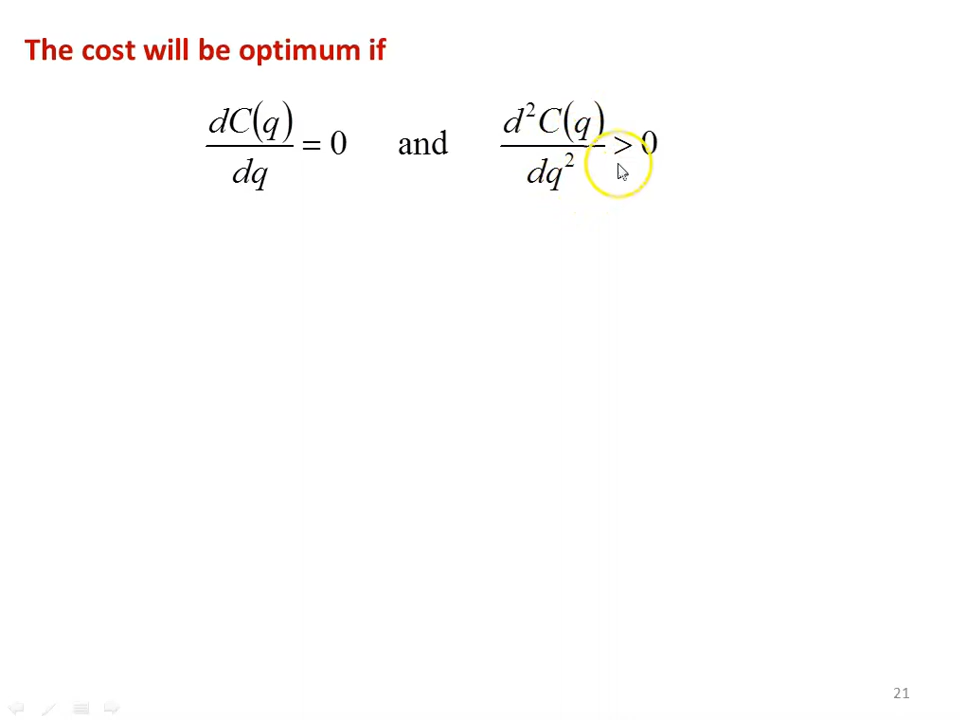 The cost will be optimum if
dC(q)/dq = 0 and d²C(q)/dq² > 0
21